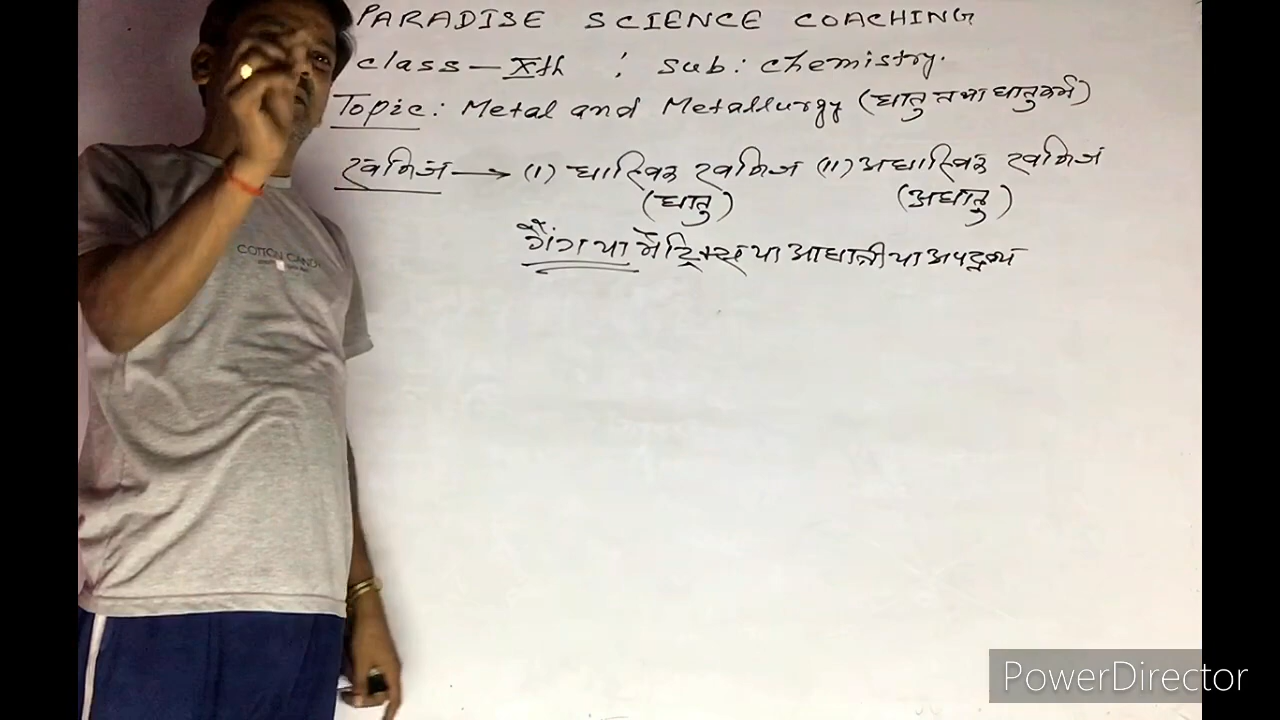 PARADISE SCIENCE COACHING
class – Xth : sub: chemistry.
Topic: Metal and Metallurgy (धातु तथा धातुकर्म)
खनिज → (I) धात्विक खनिज (II) अधात्विक खनिज
(धातु) (अधातु)
गैंग या मैट्रिक्स या आधात्री या अपद्रव्य
COTTON CANDY
PowerDirector